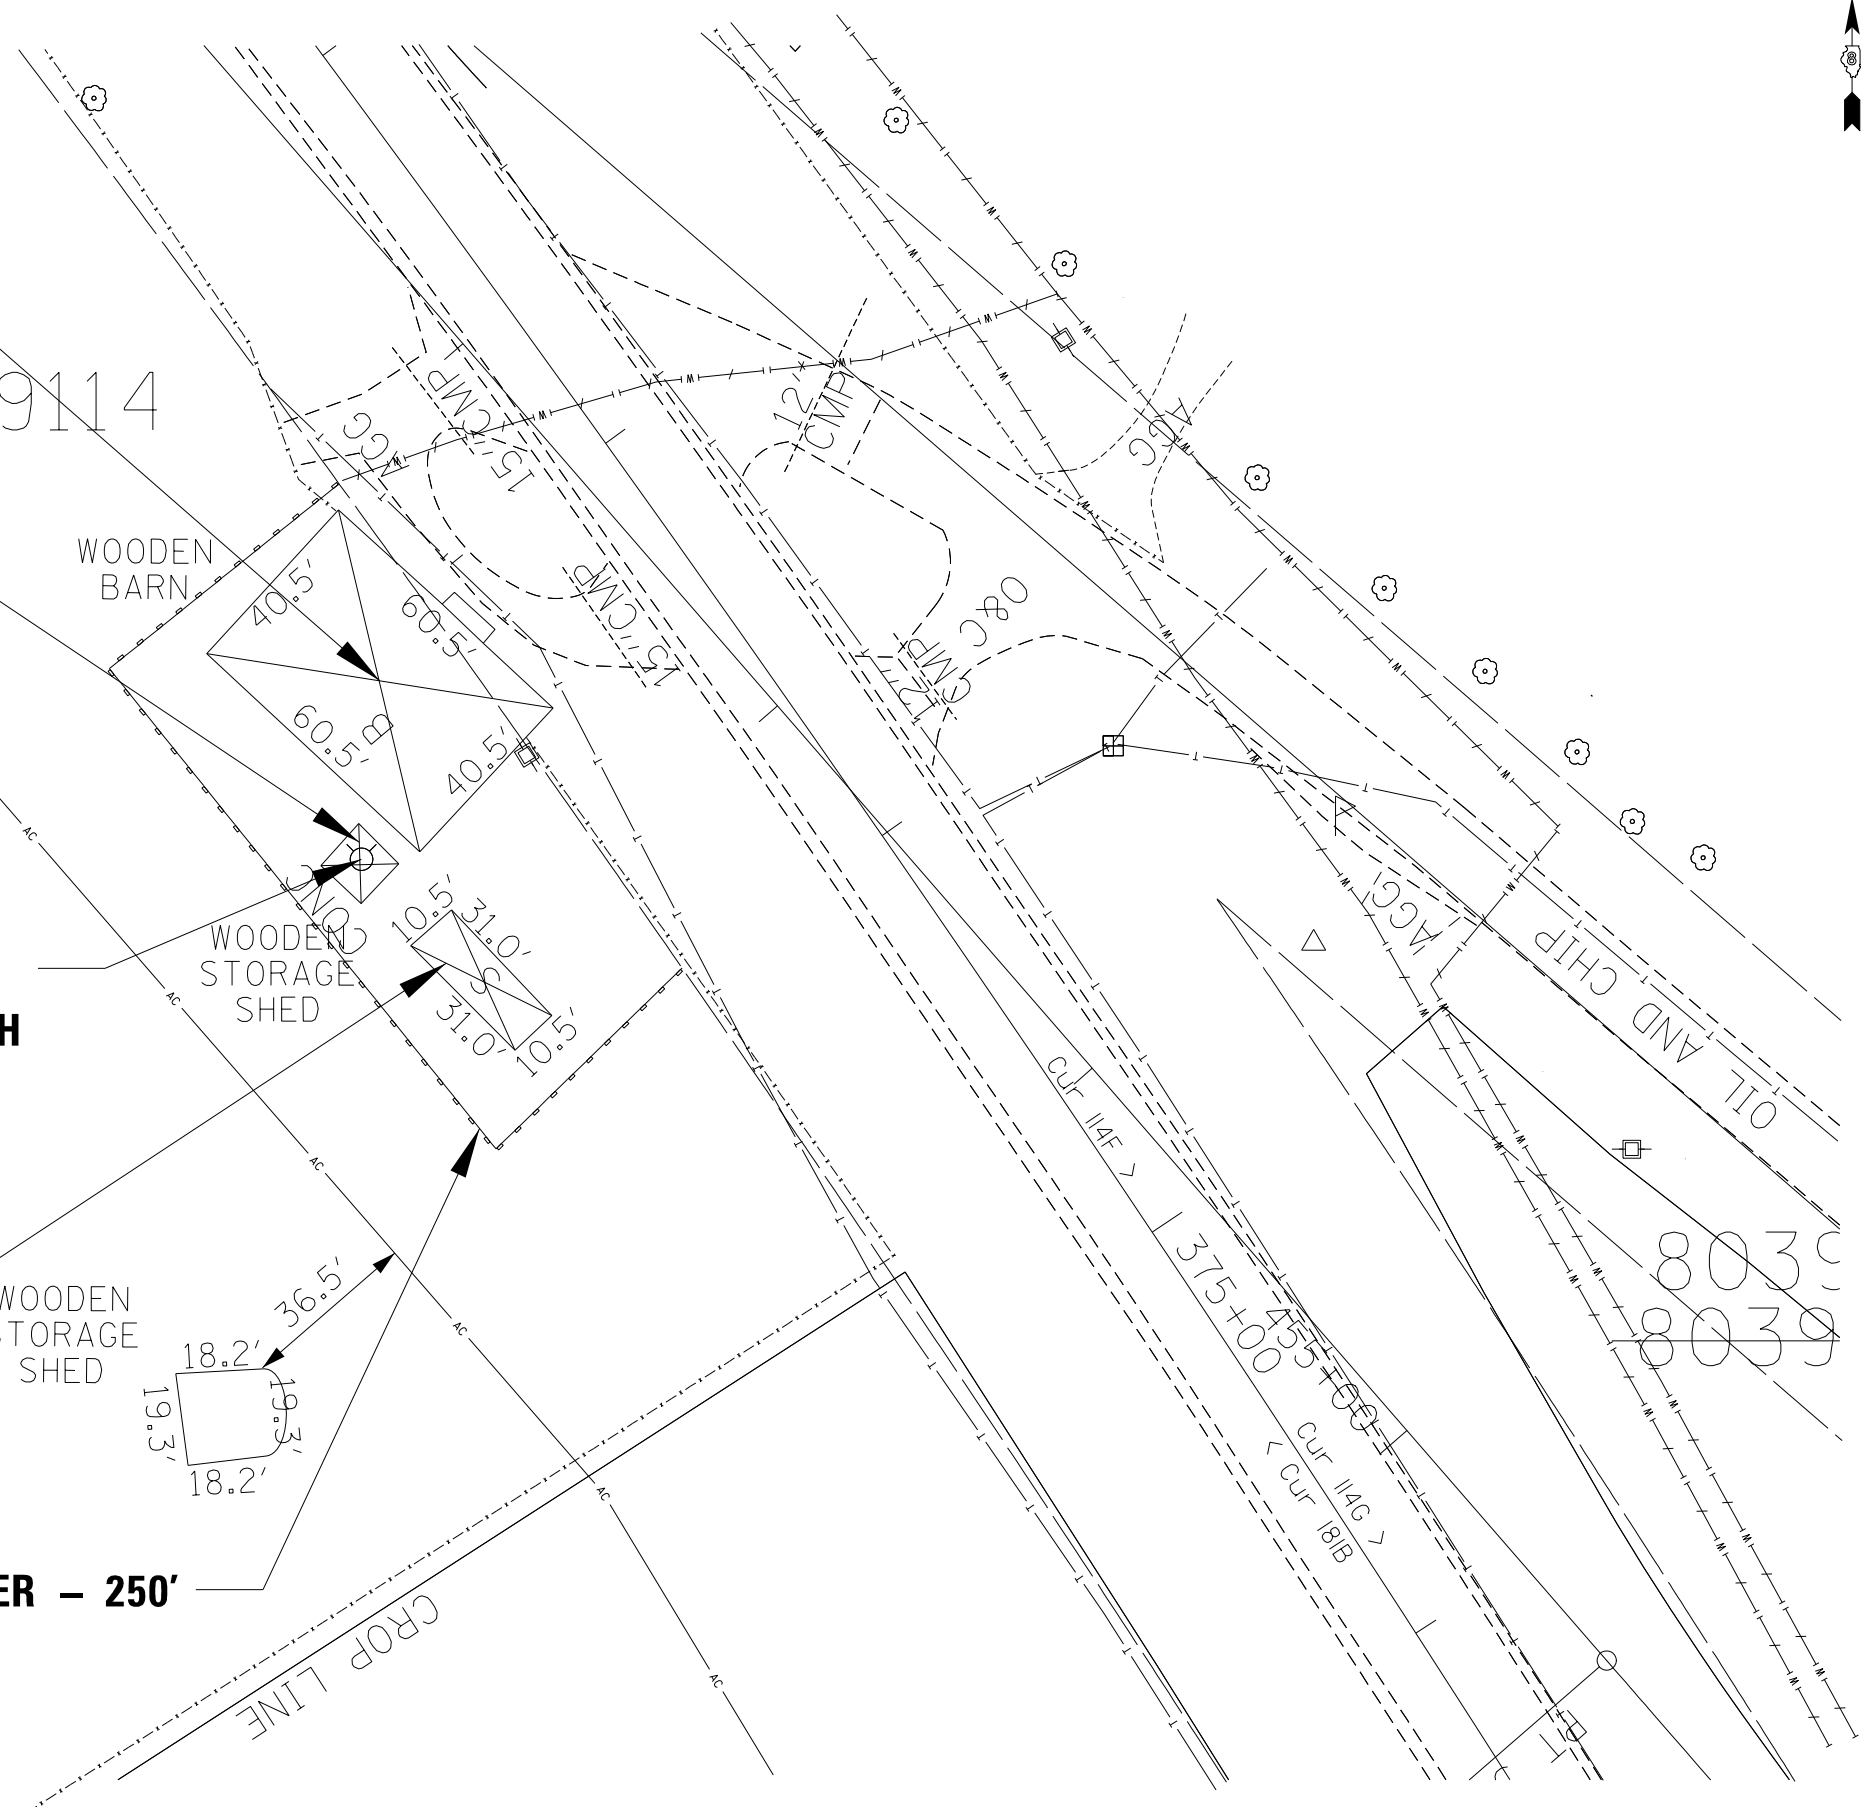 9114
15' CMP
AGG
12'
CMP
AGG
WOODEN
BARN
40.5'
60.5'
15' CMP
O&C
CMP
60.5'
B
40.5'
CONC
10.5'
31.0'
WOODEN
STORAGE
SHED
S
31.0'
10.5'
AGG
OIL AND CHIP
H
Cur 114F >
375+00
455+00
8039
8039
WOODEN
STORAGE
SHED
36.5'
18.2'
19.3'
19.3'
18.2'
Cur 114G >
< Cur 181B
ER – 250'
CROP LINE
AC
AC
AC
AC
AC
AC